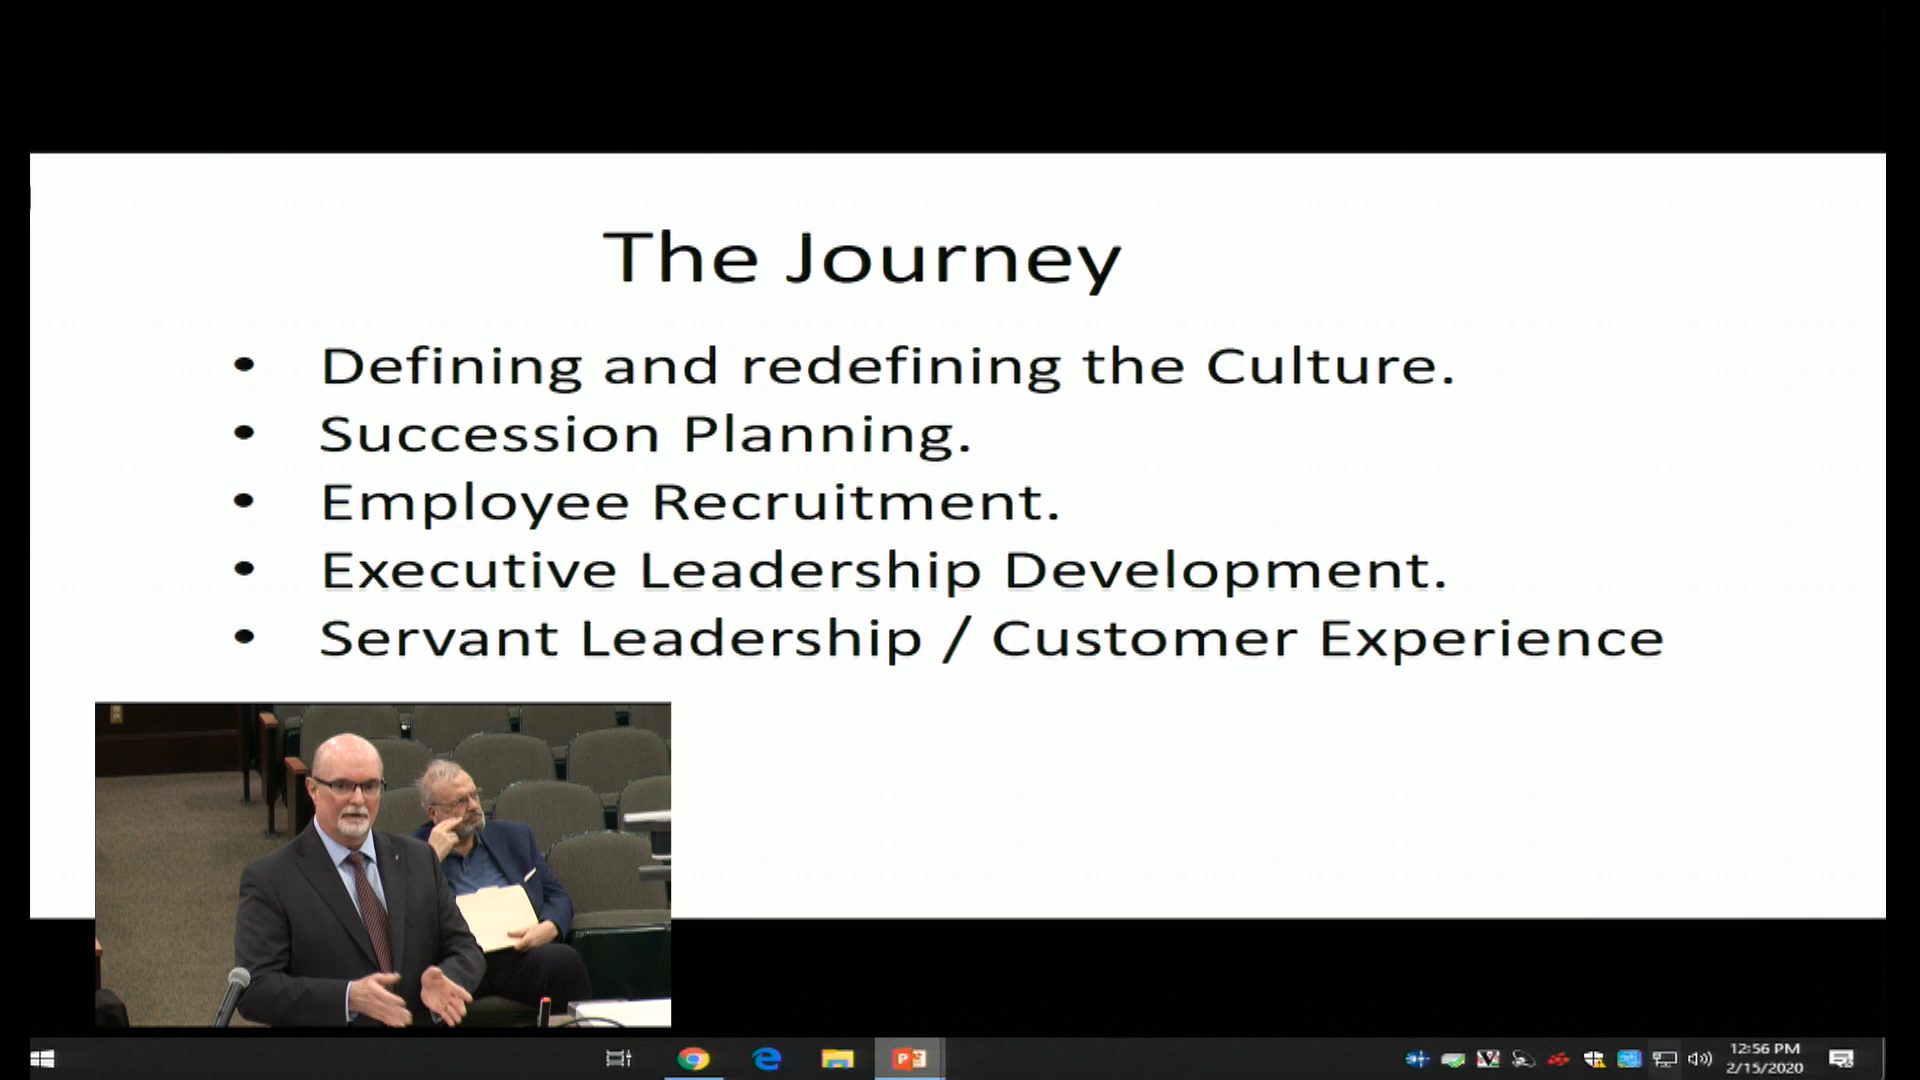 The Journey
• Defining and redefining the Culture.
• Succession Planning.
• Employee Recruitment.
• Executive Leadership Development.
• Servant Leadership / Customer Experience
12:56 PM
2/15/2020